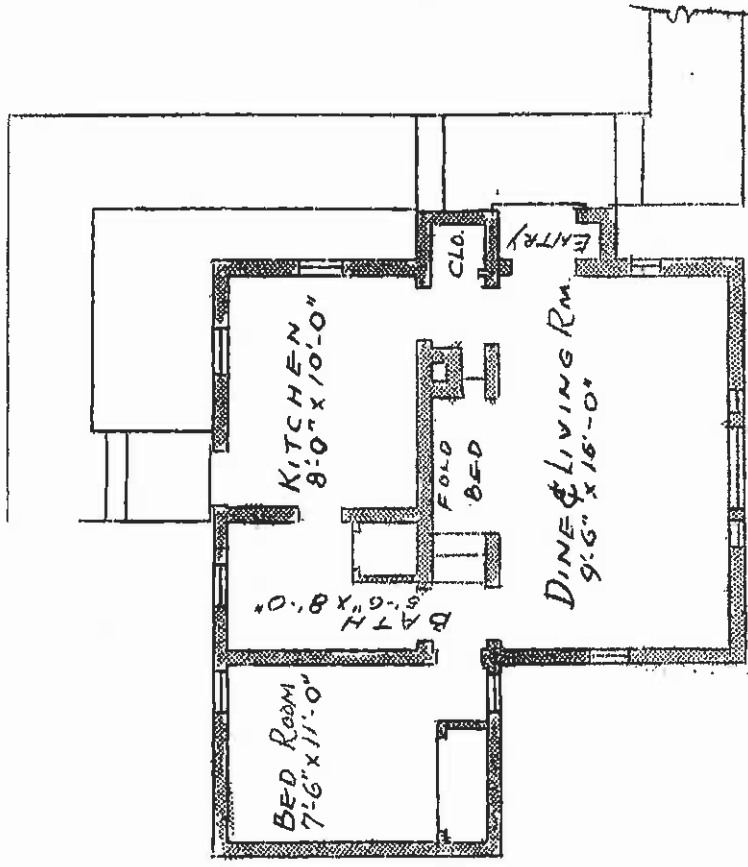 KITCHEN
8'-0" x 10'-0"
CLO.
ENTRY
FOLD
BED
DINE & LIVING RM.
9'-6" x 16'-0"
BATH
5'-6" x 8'-0"
BED ROOM
7'-6" x 11'-0"